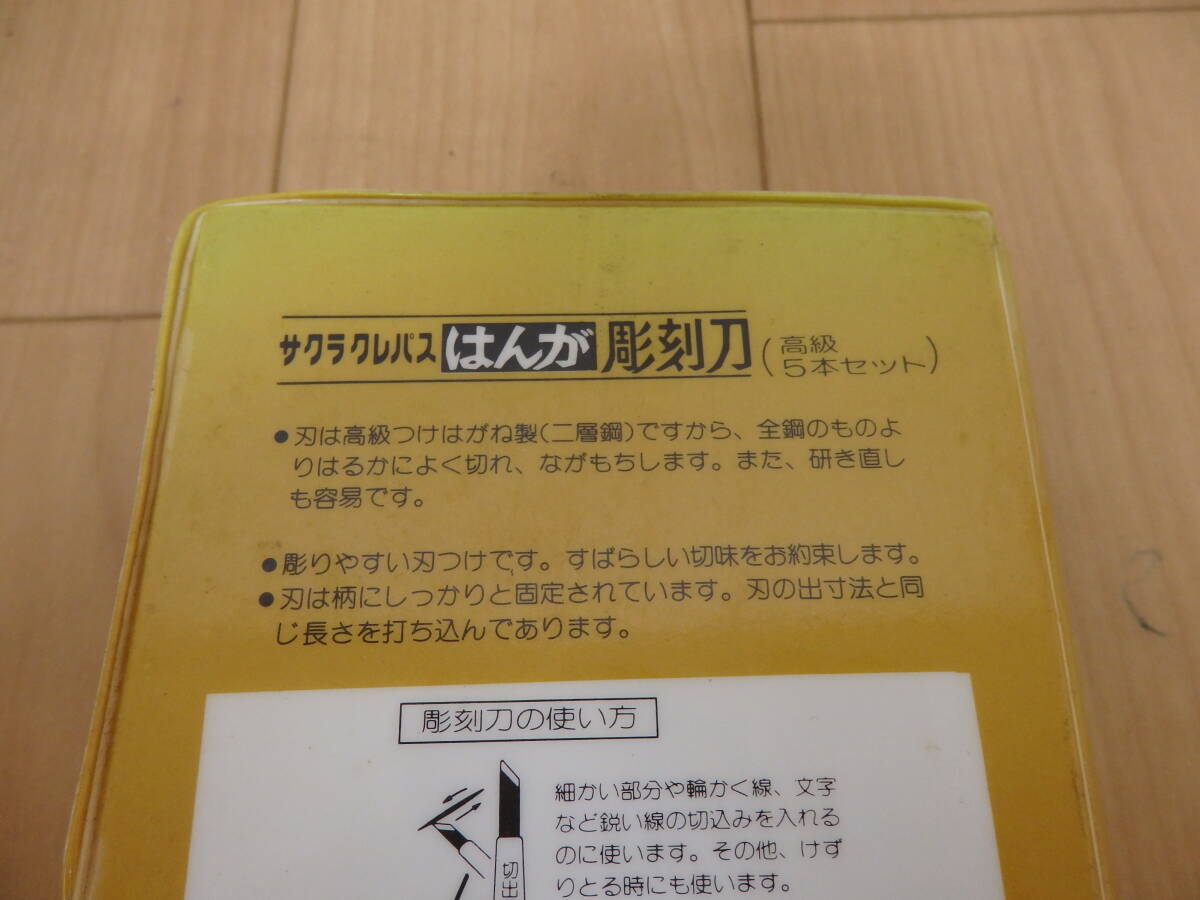 サクラクレパスはんが彫刻刀(高級
5本セット)
●刃は高級つけはがね製(二層鋼)ですから、全鋼のものよ
りはるかによく切れ、ながもちします。また、研き直し
も容易です。
●彫りやすい刃つけです。すばらしい切味をお約束します。
●刃は柄にしっかりと固定されています。刃の出寸法と同
じ長さを打ち込んであります。
彫刻刀の使い方
細かい部分や輪かく線、文字
など鋭い線の切込みを入れる
のに使います。その他、けず
りとる時にも使います。
切出